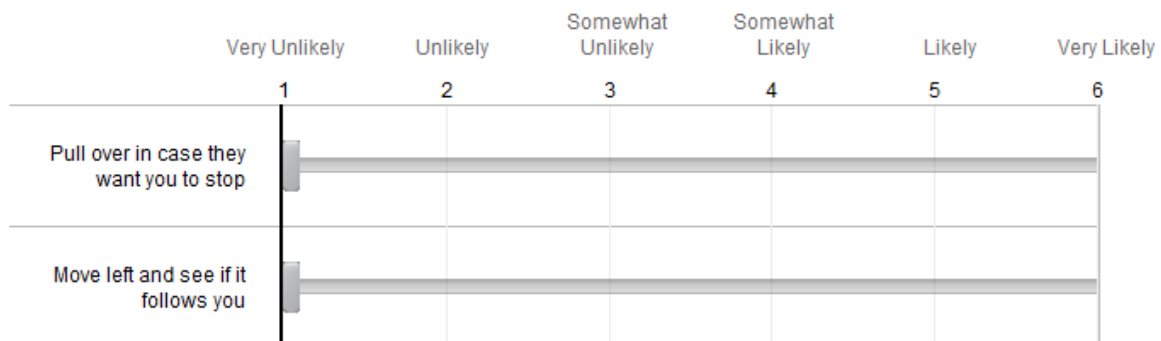 Somewhat Somewhat
Very Unlikely Unlikely Unlikely Likely Likely Very Likely
1 2 3 4 5 6
Pull over in case they
want you to stop
Move left and see if it
follows you